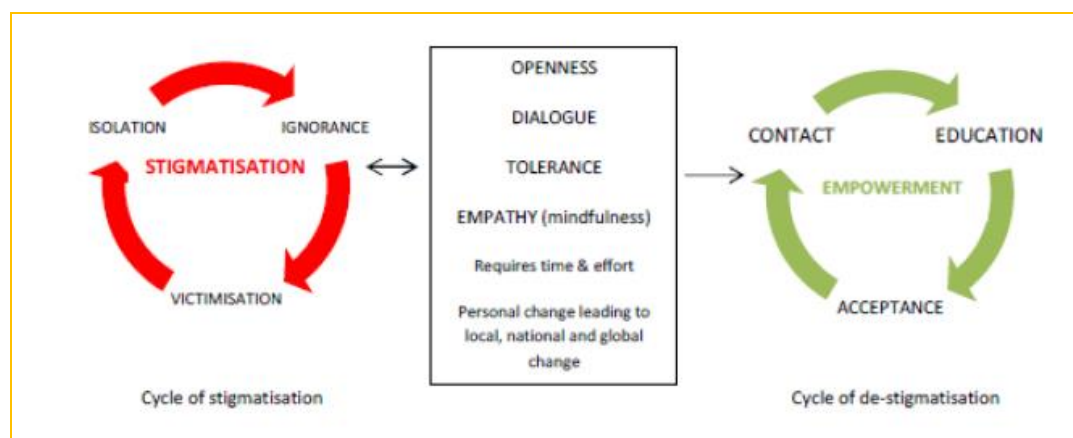 ISOLATION
IGNORANCE
STIGMATISATION
VICTIMISATION
Cycle of stigmatisation
OPENNESS
DIALOGUE
TOLERANCE
EMPATHY (mindfulness)
Requires time & effort
Personal change leading to
local, national and global
change
CONTACT
EDUCATION
EMPOWERMENT
ACCEPTANCE
Cycle of de-stigmatisation